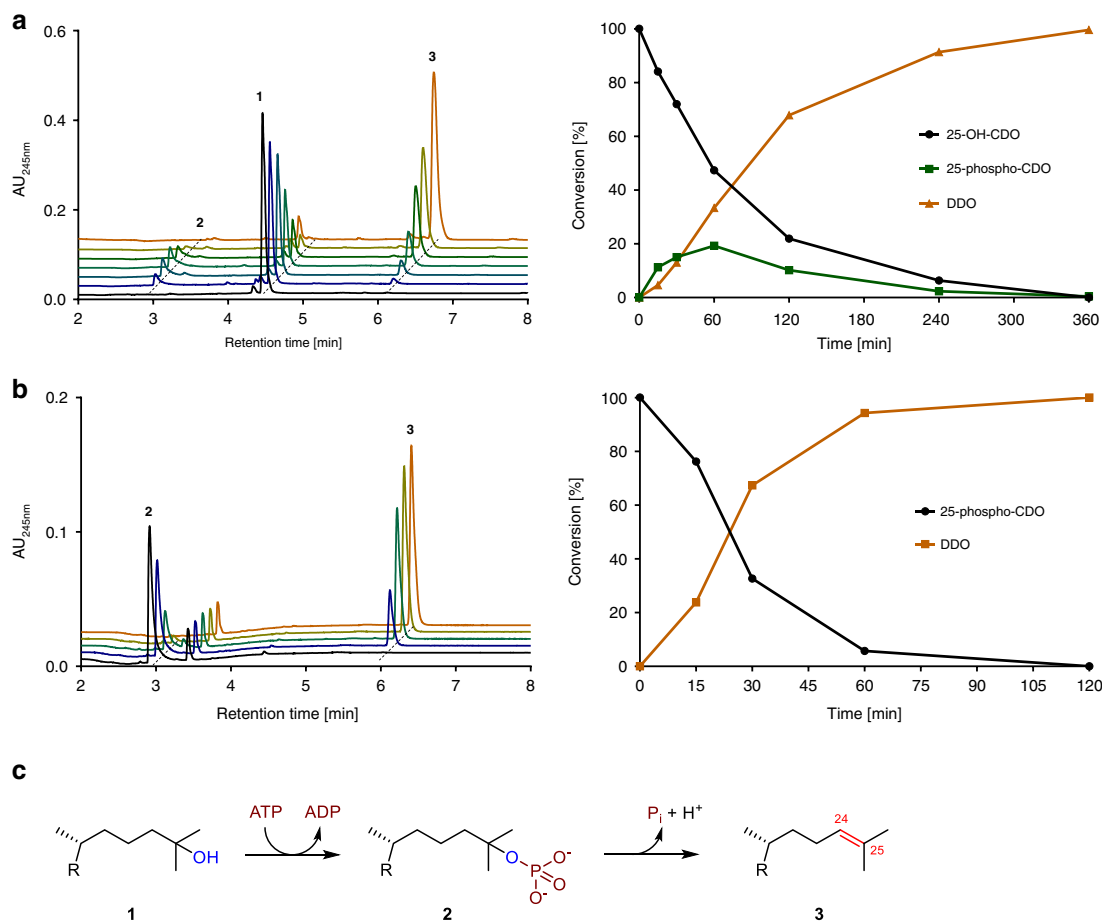 a
0.6
0.4
0.2
0.0
AU245nm
1
2
3
2 3 4 5 6 7 8
Retention time [min]
100
80
60
40
20
0
Conversion [%]
25-OH-CDO
25-phospho-CDO
DDO
0 60 120 180 240 300 360
Time [min]
b
0.2
0.1
0.0
AU245nm
2
3
2 3 4 5 6 7 8
Retention time [min]
100
80
60
40
20
0
Conversion [%]
25-phospho-CDO
DDO
0 15 30 45 60 75 90 105 120
Time [min]
c
ATP ADP
Pi + H+
R OH
R O P O- O O-
R 24 25
1 2 3